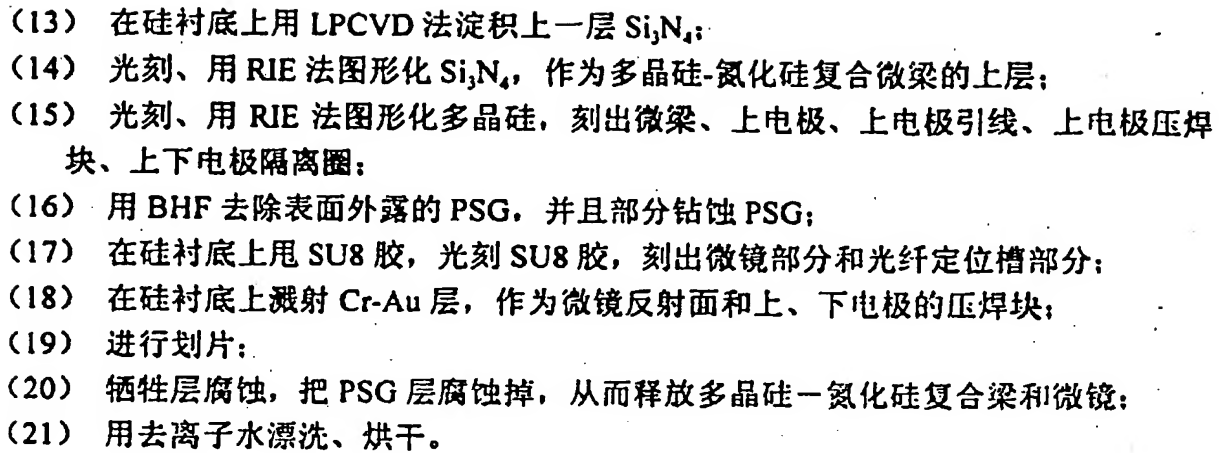 （13） 在硅衬底上用 LPCVD 法淀积上一层 Si₃N₄；
（14） 光刻、用 RIE 法图形化 Si₃N₄，作为多晶硅-氮化硅复合微梁的上层；
（15） 光刻、用 RIE 法图形化多晶硅，刻出微梁、上电极、上电极引线、上电极压焊
块、上下电极隔离圈；
（16） 用 BHF 去除表面外露的 PSG，并且部分钻蚀 PSG；
（17） 在硅衬底上甩 SU8 胶，光刻 SU8 胶，刻出微镜部分和光纤定位槽部分；
（18） 在硅衬底上溅射 Cr-Au 层，作为微镜反射面和上、下电极的压焊块；
（19） 进行划片；
（20） 牺牲层腐蚀，把 PSG 层腐蚀掉，从而释放多晶硅－氮化硅复合梁和微镜；
（21） 用去离子水漂洗、烘干。